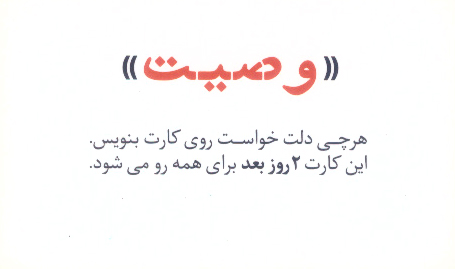 «وصیت»
هرچی دلت خواست روی کارت بنویس.
این کارت ۲ روز بعد برای همه رو می شود.